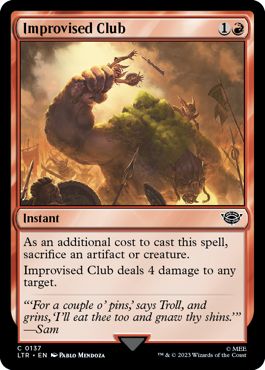 Improvised Club 1
Instant
As an additional cost to cast this spell,
sacrifice an artifact or creature.
Improvised Club deals 4 damage to any
target.
“‘For a couple o’ pins,’ says Troll, and
grins, ‘I’ll eat thee too and gnaw thy shins.’”
—Sam
C 0137
LTR • EN Pablo Mendoza
© MEE
™ & © 2023 Wizards of the Coast